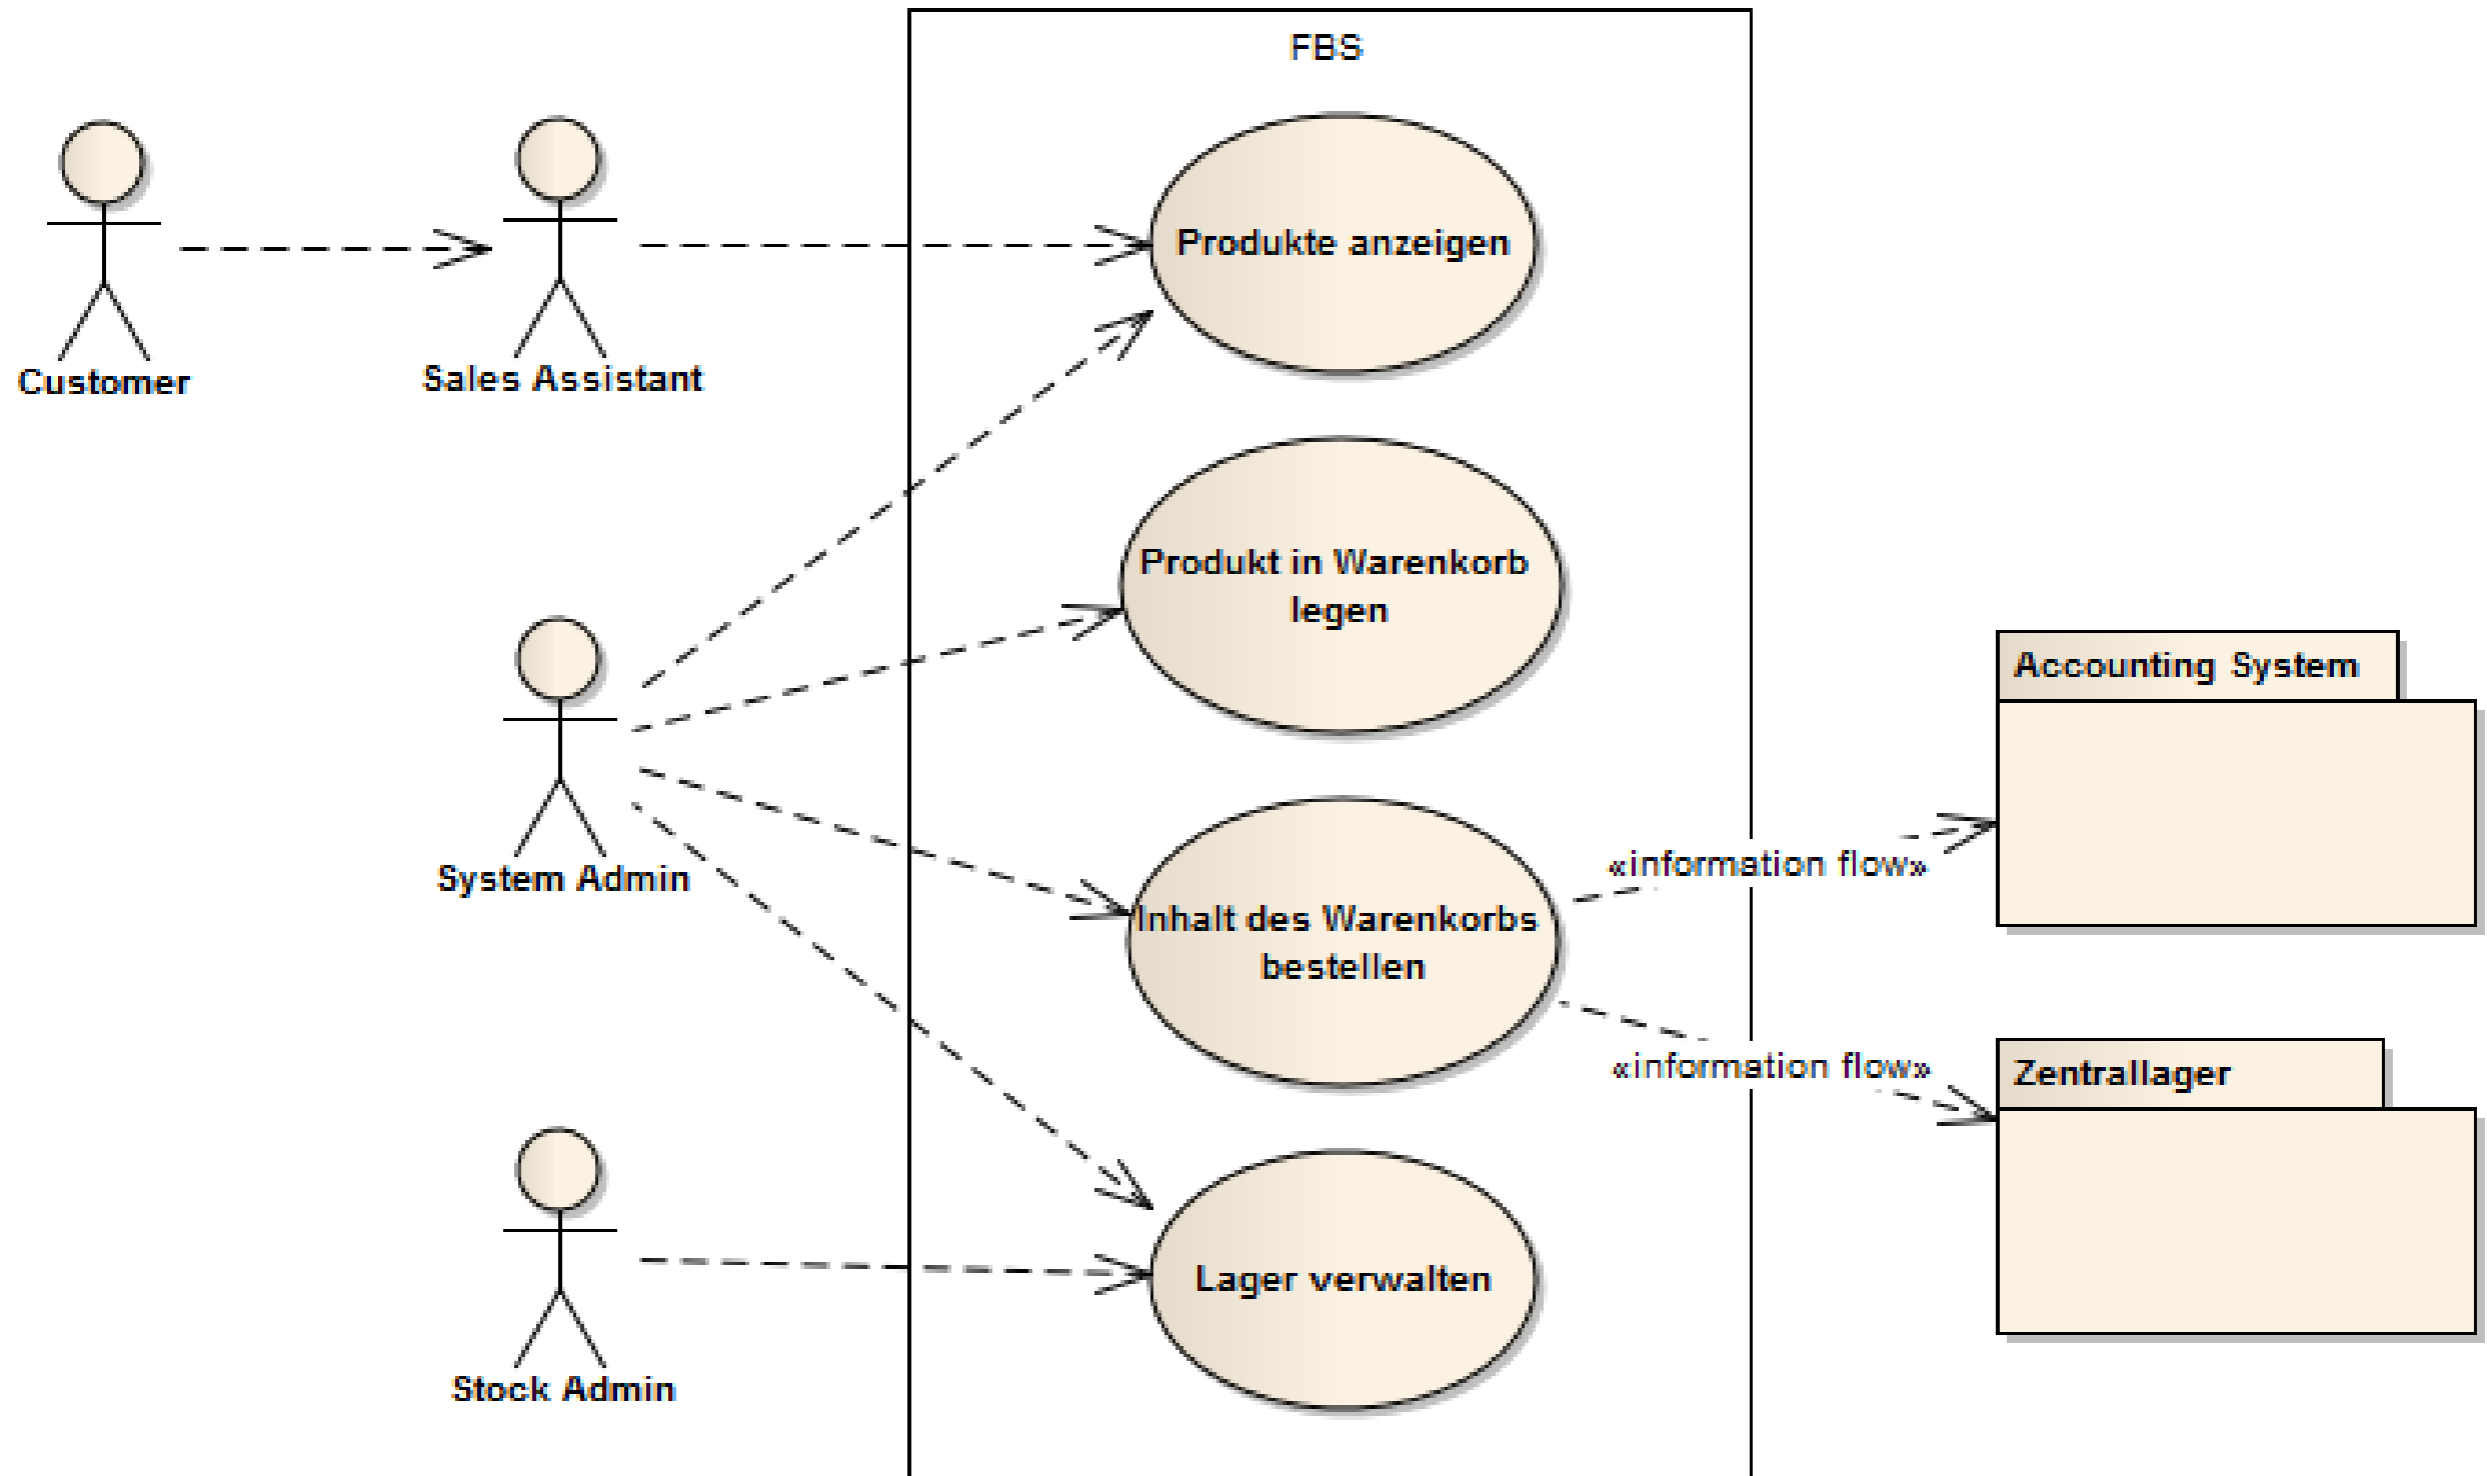 FBS
Customer
Sales Assistant
Produkte anzeigen
Produkt in Warenkorb
legen
System Admin
Inhalt des Warenkorbs
bestellen
«information flow»
Accounting System
«information flow»
Zentrallager
Stock Admin
Lager verwalten